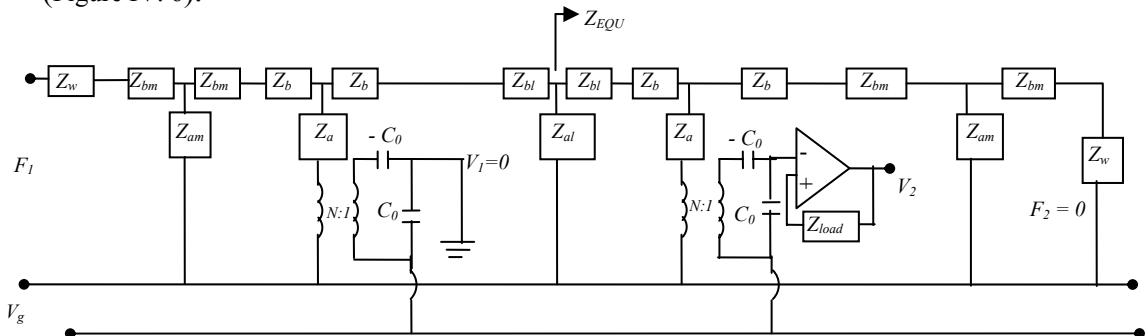 (Figure IV. 6).
Z_EQU
Z_w Z_bm Z_bm Z_b Z_b Z_bl Z_bl Z_b Z_b Z_bm Z_bm
Z_am Z_a - C_0 Z_al Z_a - C_0 - Z_am Z_w
F_1 V_1=0 + V_2
N:1 C_0 N:1 C_0 Z_load F_2 = 0
V_g